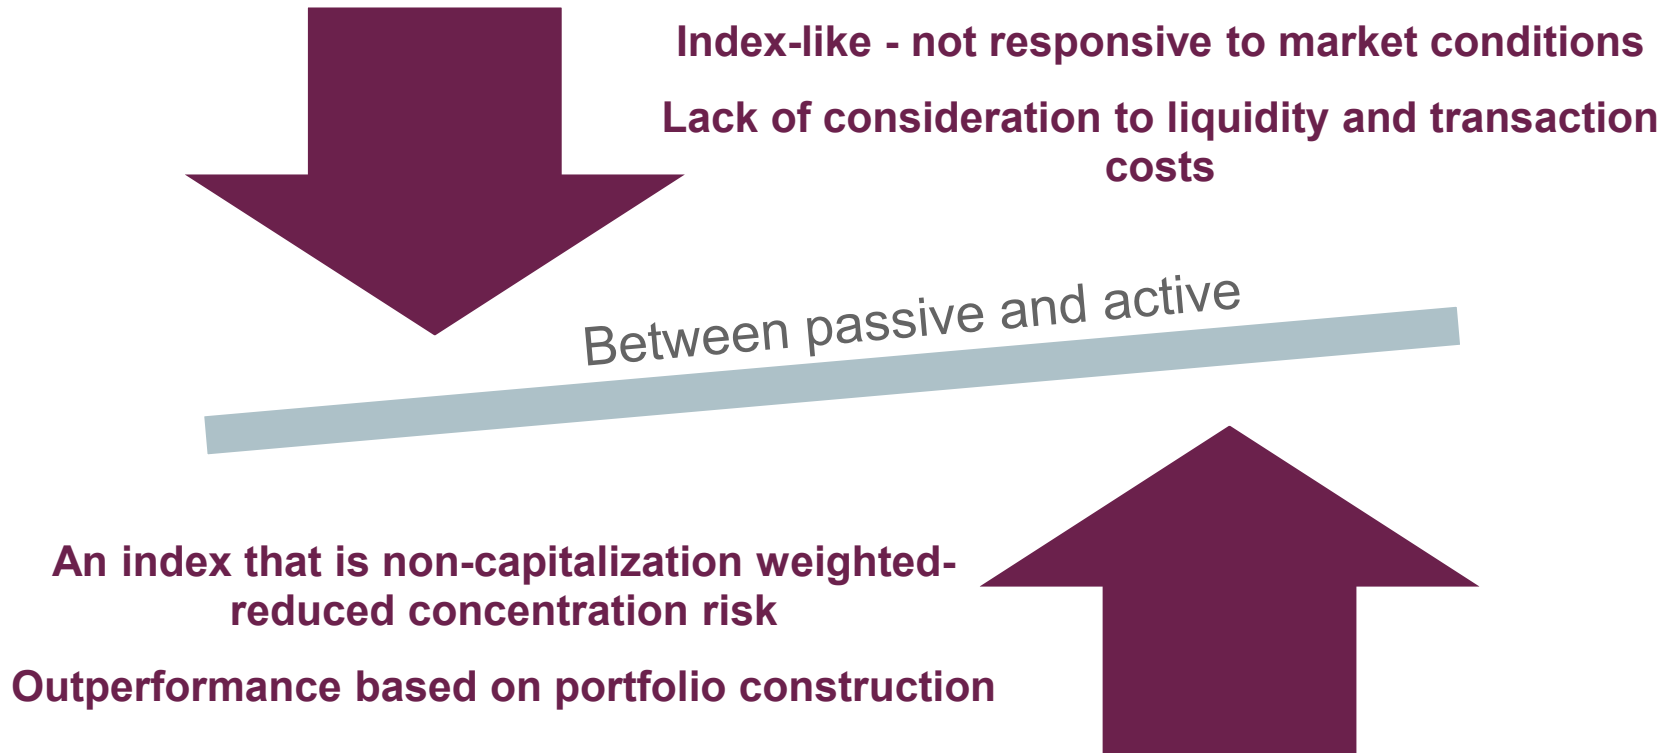 Index-like - not responsive to market conditions
Lack of consideration to liquidity and transaction
costs
Between passive and active
An index that is non-capitalization weighted-
reduced concentration risk
Outperformance based on portfolio construction